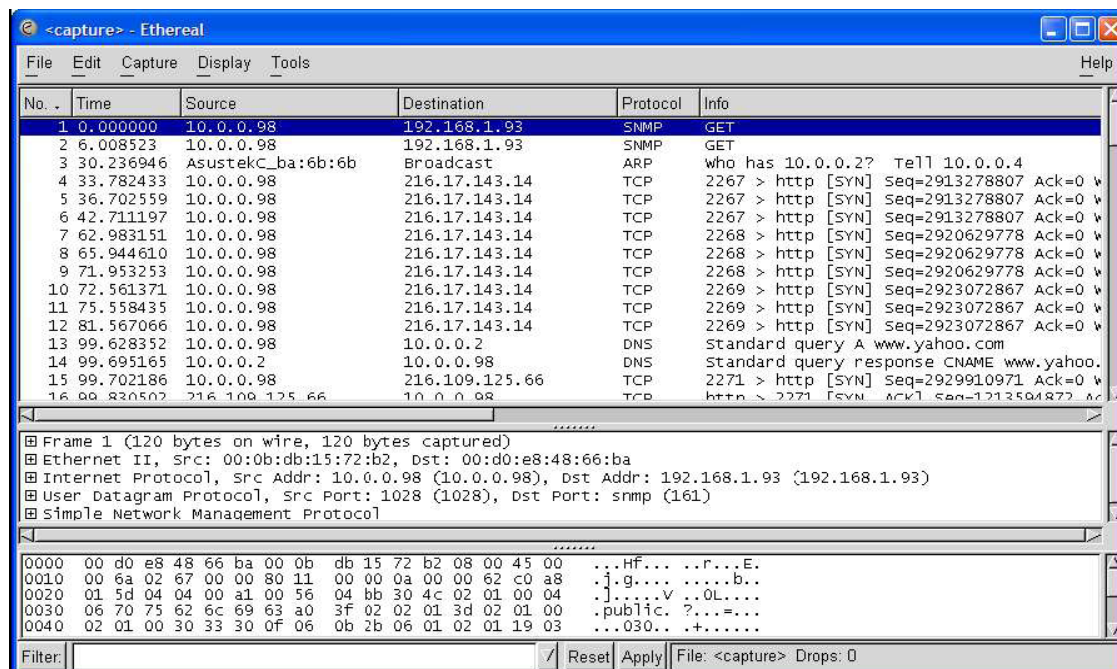 <capture> - Ethereal
File Edit Capture Display Tools Help
No. . Time Source Destination Protocol Info
1 0.000000 10.0.0.98 192.168.1.93 SNMP GET
2 6.008523 10.0.0.98 192.168.1.93 SNMP GET
3 30.236946 AsustekC_ba:6b:6b Broadcast ARP who has 10.0.0.2? Tell 10.0.0.4
4 33.782433 10.0.0.98 216.17.143.14 TCP 2267 > http [SYN] Seq=2913278807 Ack=0 W
5 36.702559 10.0.0.98 216.17.143.14 TCP 2267 > http [SYN] Seq=2913278807 Ack=0 W
6 42.711197 10.0.0.98 216.17.143.14 TCP 2267 > http [SYN] Seq=2913278807 Ack=0 W
7 62.983151 10.0.0.98 216.17.143.14 TCP 2268 > http [SYN] Seq=2920629778 Ack=0 W
8 65.944610 10.0.0.98 216.17.143.14 TCP 2268 > http [SYN] Seq=2920629778 Ack=0 W
9 71.953253 10.0.0.98 216.17.143.14 TCP 2268 > http [SYN] Seq=2920629778 Ack=0 W
10 72.561371 10.0.0.98 216.17.143.14 TCP 2269 > http [SYN] Seq=2923072867 Ack=0 W
11 75.558435 10.0.0.98 216.17.143.14 TCP 2269 > http [SYN] Seq=2923072867 Ack=0 W
12 81.567066 10.0.0.98 216.17.143.14 TCP 2269 > http [SYN] Seq=2923072867 Ack=0 W
13 99.628352 10.0.0.98 10.0.0.2 DNS Standard query A www.yahoo.com
14 99.695165 10.0.0.2 10.0.0.98 DNS Standard query response CNAME www.yahoo.
15 99.702186 10.0.0.98 216.109.125.66 TCP 2271 > http [SYN] Seq=2929910971 Ack=0 W
16 99.830502 216.109.125.66 10.0.0.98 TCP http > 2271 [SYN, ACK] Seq=1213594872 Ac
Frame 1 (120 bytes on wire, 120 bytes captured)
Ethernet II, Src: 00:0b:db:15:72:b2, Dst: 00:d0:e8:48:66:ba
Internet Protocol, Src Addr: 10.0.0.98 (10.0.0.98), Dst Addr: 192.168.1.93 (192.168.1.93)
User Datagram Protocol, Src Port: 1028 (1028), Dst Port: snmp (161)
Simple Network Management Protocol
0000 00 d0 e8 48 66 ba 00 0b db 15 72 b2 08 00 45 00 ...Hf... ..r...E.
0010 00 6a 02 67 00 00 80 11 00 00 0a 00 00 62 c0 a8 .j.g.... .....b..
0020 01 5d 04 04 00 a1 00 56 04 bb 30 4c 02 01 00 04 .].....V ..0L....
0030 06 70 75 62 6c 69 63 a0 3f 02 02 01 3d 02 01 00 .public. ?...=...
0040 02 01 00 30 33 30 0f 06 0b 2b 06 01 02 01 19 03 ...030.. .+......
Filter: Reset Apply File: <capture> Drops: 0